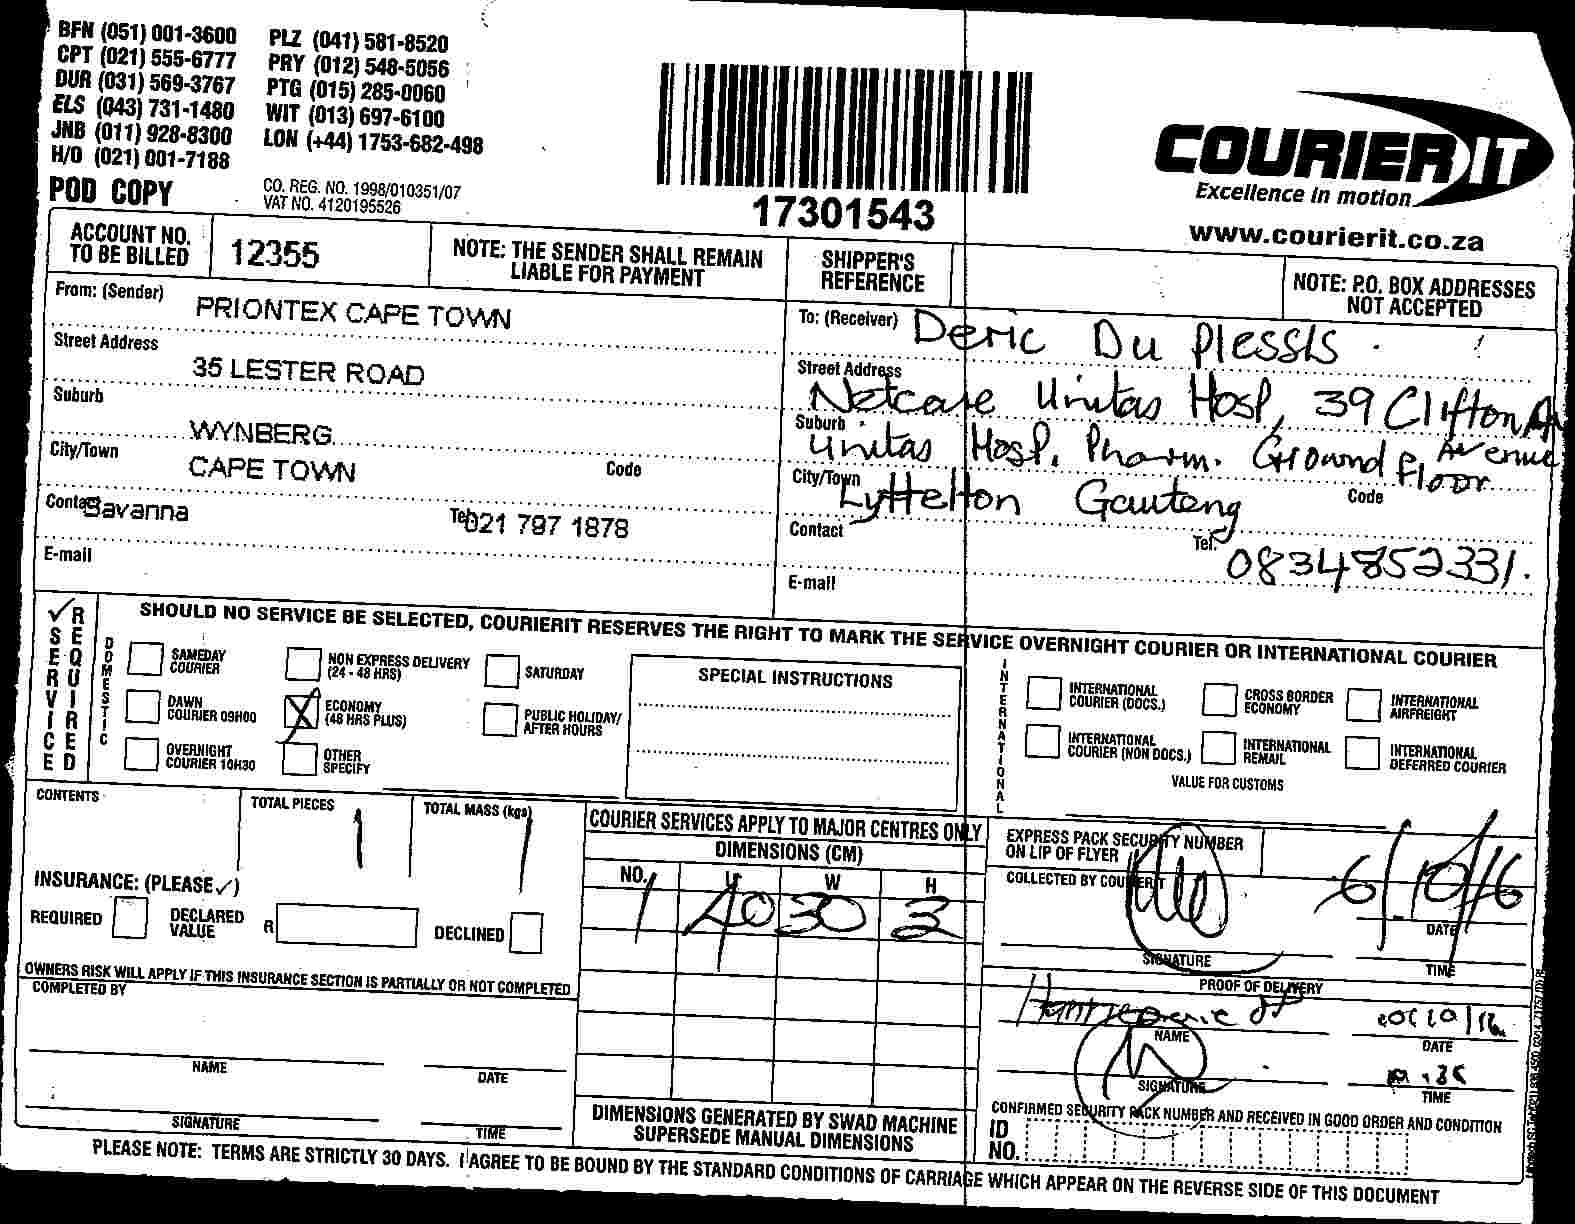 BFN (051) 001-3600 PLZ (041) 581-8520
CPT (021) 555-6777 PRY (012) 548-5056
DUR (031) 569-3767 PTG (015) 285-0060
ELS (043) 731-1480 WIT (013) 697-6100
JNB (011) 928-8300 LON (+44) 1753-682-498
H/O (021) 001-7188
POD COPY
CO. REG. NO. 1998/010351/07
VAT NO. 4120195526
17301543
COURIER IT
Excellence in motion
www.courierit.co.za
ACCOUNT NO. TO BE BILLED 12355
NOTE: THE SENDER SHALL REMAIN LIABLE FOR PAYMENT
SHIPPER'S REFERENCE
NOTE: P.O. BOX ADDRESSES NOT ACCEPTED
From: (Sender) PRIONTEX CAPE TOWN
Street Address 35 LESTER ROAD
Suburb WYNBERG
City/Town CAPE TOWN Code
Contact Savanna Tel 021 797 1878
E-mail
To: (Receiver) Deric Du Plessis
Street Address Netcare Unitas Hosp, 39 Clifton
Avenue
Suburb Unitas Hosp. Pharm. Ground Floor
City/Town Lyttelton Gauteng Code
Contact Tel. 0834852331.
E-mail
✓ SERVICE REQUIRED
SHOULD NO SERVICE BE SELECTED, COURIERIT RESERVES THE RIGHT TO MARK THE SERVICE OVERNIGHT COURIER OR INTERNATIONAL COURIER
DOMESTIC
SAMEDAY COURIER
NON EXPRESS DELIVERY (24 - 48 HRS)
SATURDAY
DAWN COURIER 09H00
X ECONOMY (48 HRS PLUS)
PUBLIC HOLIDAY/ AFTER HOURS
OVERNIGHT COURIER 10H30
OTHER SPECIFY
SPECIAL INSTRUCTIONS
INTERNATIONAL
INTERNATIONAL COURIER (DOCS.)
CROSS BORDER ECONOMY
INTERNATIONAL AIRFREIGHT
INTERNATIONAL COURIER (NON DOCS.)
INTERNATIONAL REMAIL
INTERNATIONAL DEFERRED COURIER
VALUE FOR CUSTOMS
CONTENTS
TOTAL PIECES 1
TOTAL MASS (kgs) 1
INSURANCE: (PLEASE ✓)
REQUIRED DECLARED VALUE R DECLINED
OWNERS RISK WILL APPLY IF THIS INSURANCE SECTION IS PARTIALLY OR NOT COMPLETED
COMPLETED BY
NAME DATE
SIGNATURE TIME
COURIER SERVICES APPLY TO MAJOR CENTRES ONLY
DIMENSIONS (CM)
NO. L W H
1 40 30 3
DIMENSIONS GENERATED BY SWAD MACHINE
SUPERSEDE MANUAL DIMENSIONS
EXPRESS PACK SECURITY NUMBER
ON LIP OF FLYER
COLLECTED BY COURIERIT
6/10/16
DATE
SIGNATURE TIME
PROOF OF DELIVERY
NAME DATE
SIGNATURE TIME
CONFIRMED SECURITY PACK NUMBER AND RECEIVED IN GOOD ORDER AND CONDITION
ID NO.
PLEASE NOTE: TERMS ARE STRICTLY 30 DAYS. I AGREE TO BE BOUND BY THE STANDARD CONDITIONS OF CARRIAGE WHICH APPEAR ON THE REVERSE SIDE OF THIS DOCUMENT